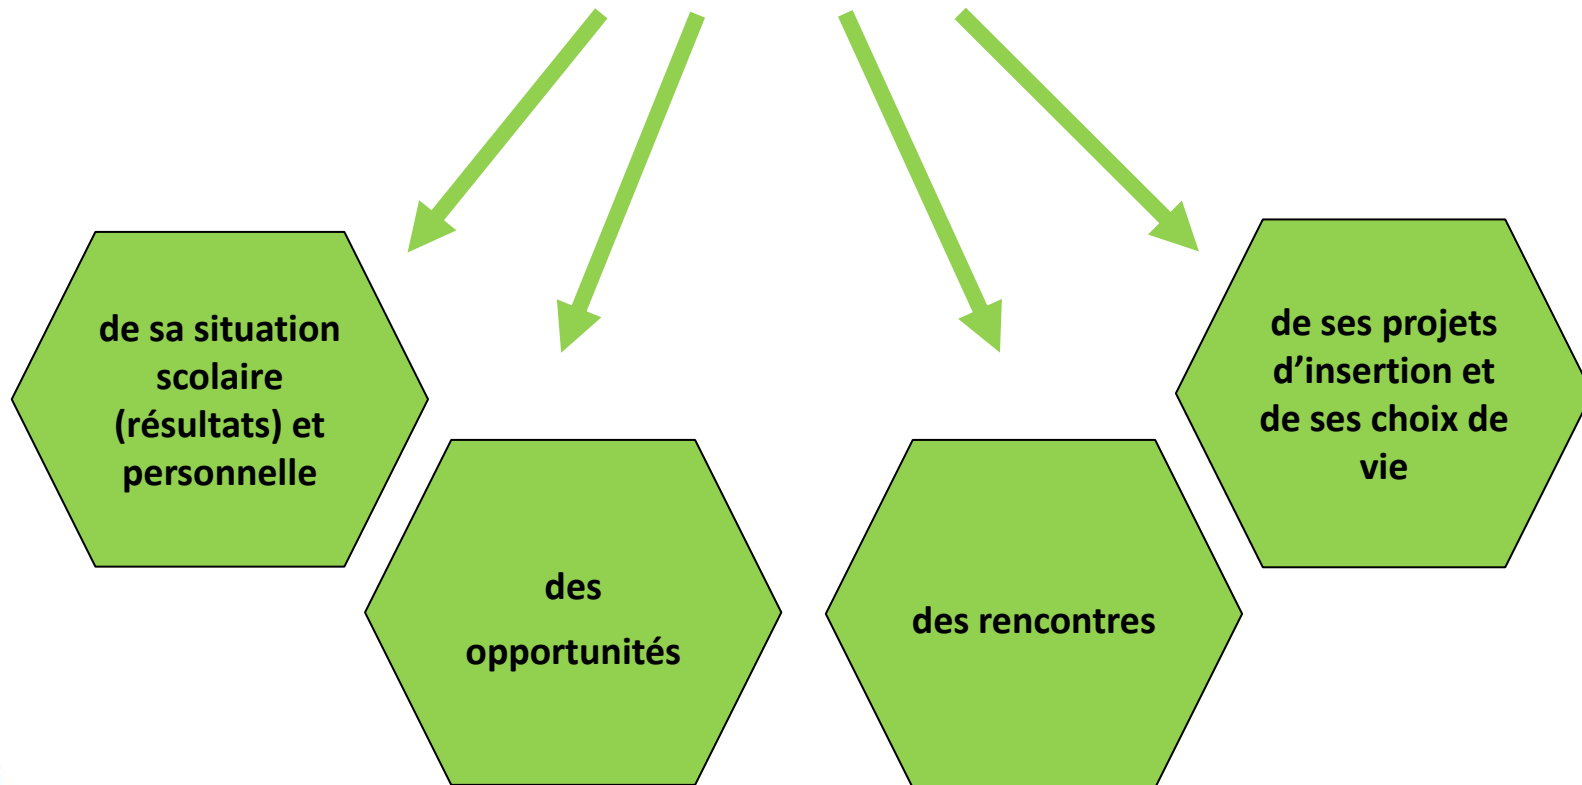 de sa situation
scolaire
(résultats) et
personnelle
des
opportunités
des rencontres
de ses projets
d’insertion et
de ses choix de
vie